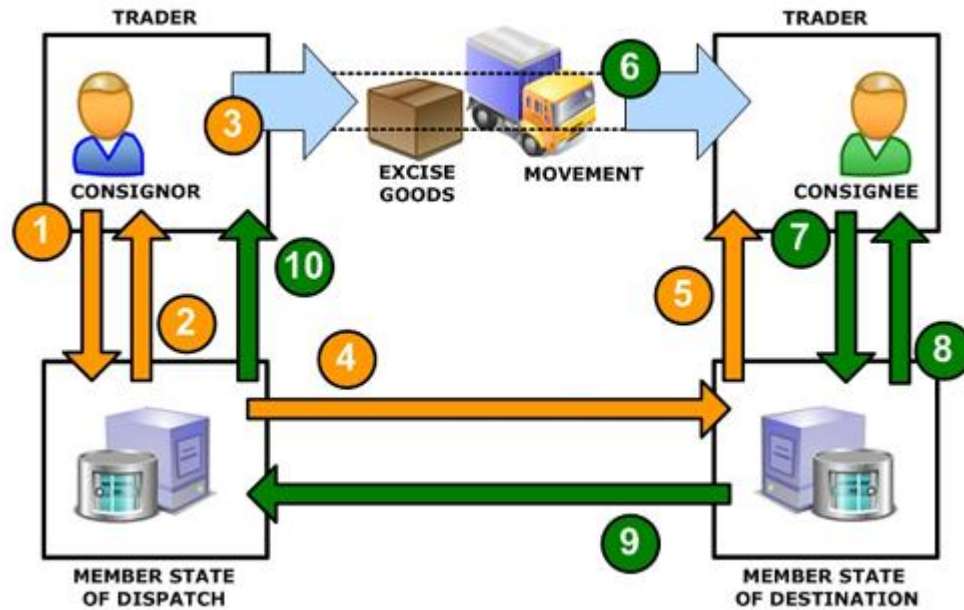 TRADER
TRADER
6
3
EXCISE
GOODS
MOVEMENT
CONSIGNOR
CONSIGNEE
1
7
10
2
5
4
8
9
MEMBER STATE
OF DISPATCH
MEMBER STATE
OF DESTINATION